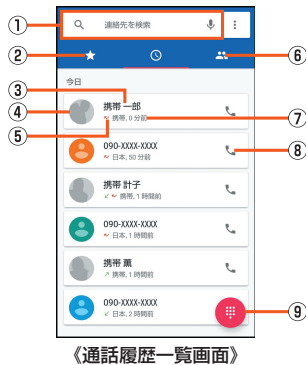 ①
連絡先を検索
②
⑥
今日
③
④
携帯 一郎
携帯, 0 分前
⑤
⑦
090-XXXX-XXXX
日本, 50 分前
⑧
携帯 計子
携帯, 1 時間前
090-XXXX-XXXX
日本, 1 時間前
携帯 薫
携帯, 1 時間前
090-XXXX-XXXX
日本, 2 時間前
⑨
《通話履歴一覧画面》